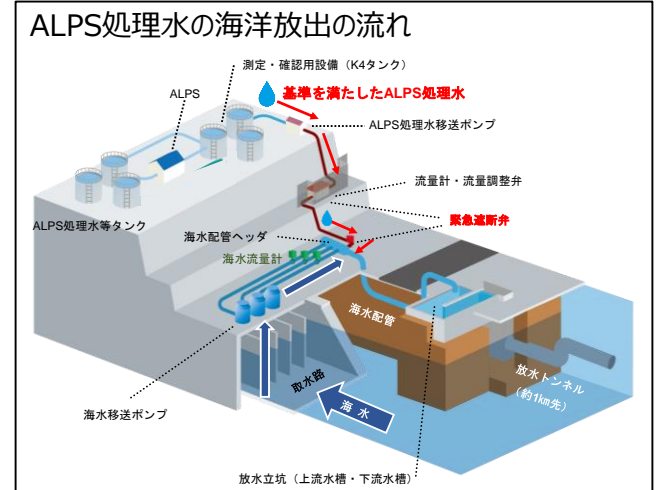 ALPS処理水の海洋放出の流れ
測定・確認用設備（K4タンク）
ALPS
基準を満たしたALPS処理水
ALPS処理水移送ポンプ
流量計・流量調整弁
緊急遮断弁
ALPS処理水等タンク
海水配管ヘッダ
海水流量計
海水配管
放水トンネル
（約1km先）
取水路
海水
海水移送ポンプ
放水立坑（上流水槽・下流水槽）